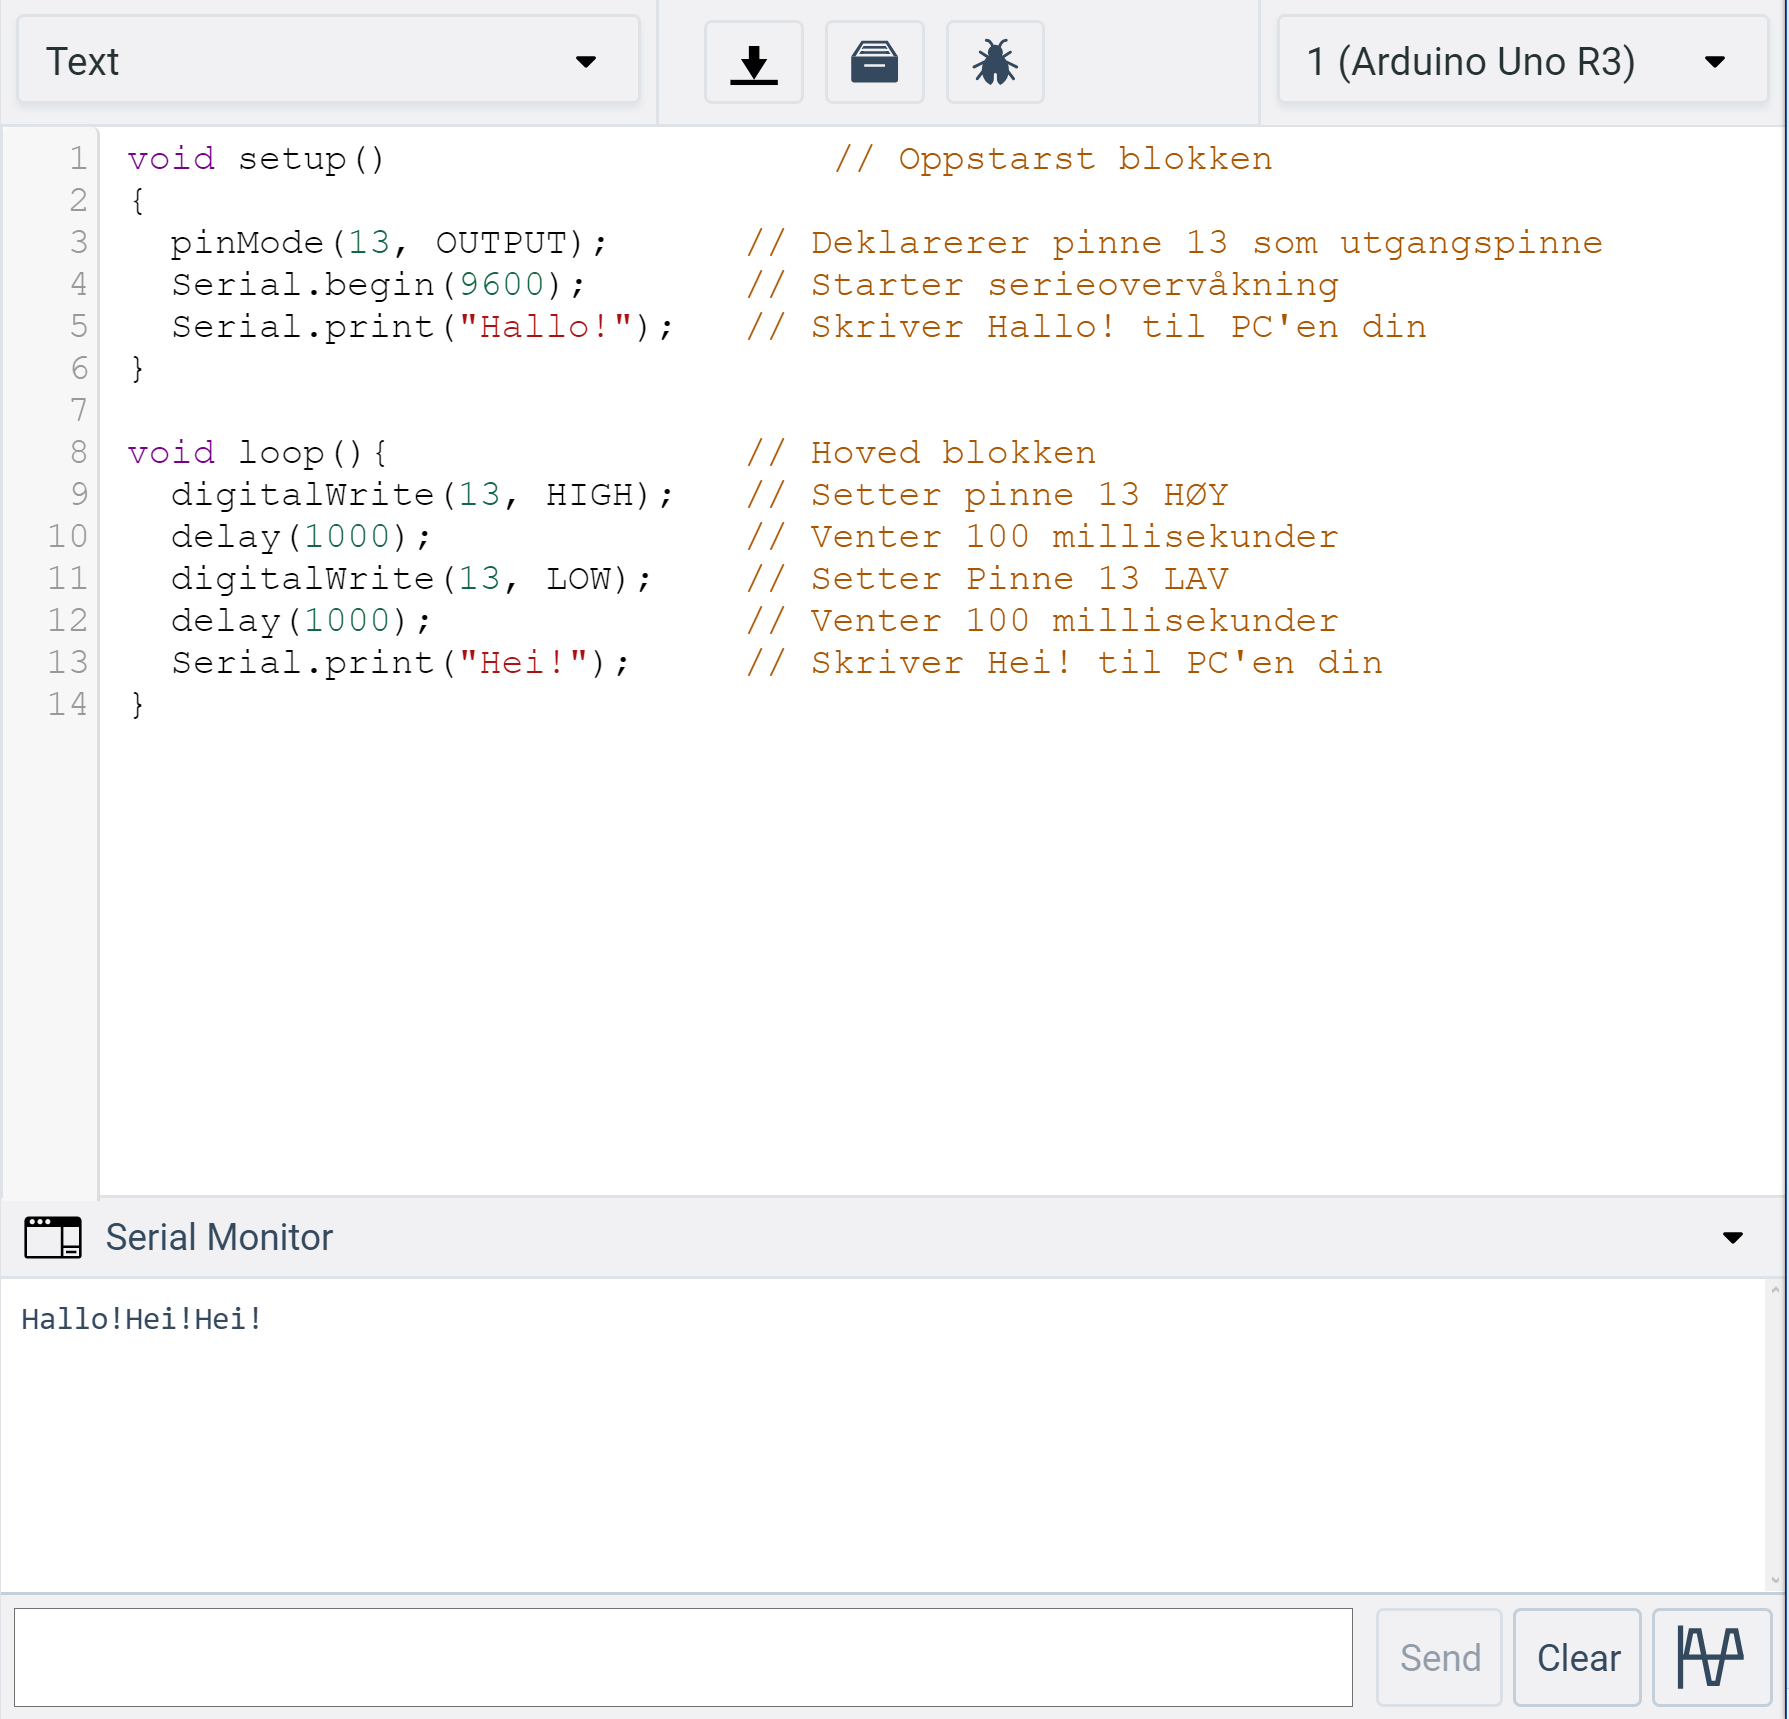 Text
1 (Arduino Uno R3)
1 void setup() // Oppstarst blokken
2 {
3 pinMode(13, OUTPUT); // Deklarerer pinne 13 som utgangspinne
4 Serial.begin(9600); // Starter serieovervåkning
5 Serial.print("Hallo!"); // Skriver Hallo! til PC'en din
6 }
7
8 void loop(){ // Hoved blokken
9 digitalWrite(13, HIGH); // Setter pinne 13 HØY
10 delay(1000); // Venter 100 millisekunder
11 digitalWrite(13, LOW); // Setter Pinne 13 LAV
12 delay(1000); // Venter 100 millisekunder
13 Serial.print("Hei!"); // Skriver Hei! til PC'en din
14 }
Serial Monitor
Hallo!Hei!Hei!
Send
Clear